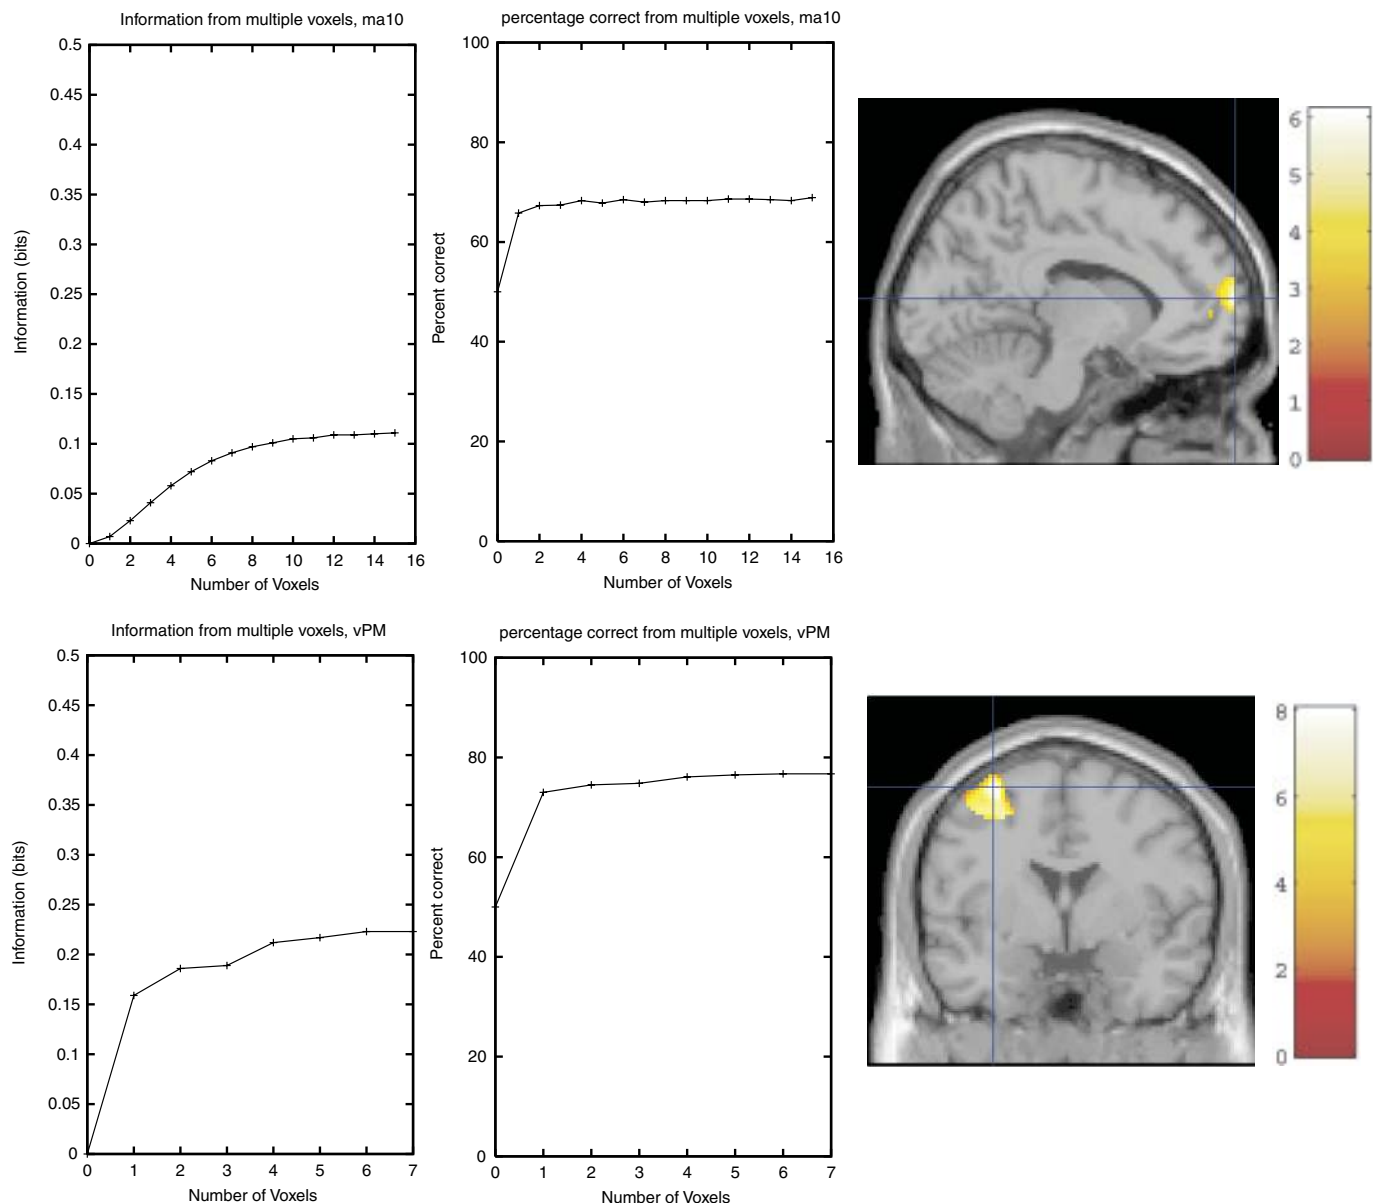 Information from multiple voxels, ma10
0.5
0.45
0.4
0.35
0.3
0.25
0.2
0.15
0.1
0.05
0
Information (bits)
0 2 4 6 8 10 12 14 16
Number of Voxels
percentage correct from multiple voxels, ma10
100
80
60
40
20
0
Percent correct
0 2 4 6 8 10 12 14 16
Number of Voxels
6
5
4
3
2
1
0
Information from multiple voxels, vPM
0.5
0.45
0.4
0.35
0.3
0.25
0.2
0.15
0.1
0.05
0
Information (bits)
0 1 2 3 4 5 6 7
Number of Voxels
percentage correct from multiple voxels, vPM
100
80
60
40
20
0
Percent correct
0 1 2 3 4 5 6 7
Number of Voxels
8
6
4
2
0